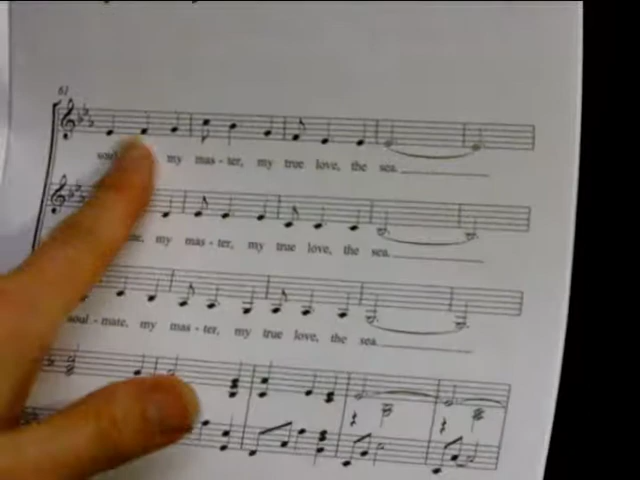 61
my mas - ter, my true love, the sea.
my mas - ter, my true love, the sea.
soul - mate, my mas - ter, my true love, the sea.